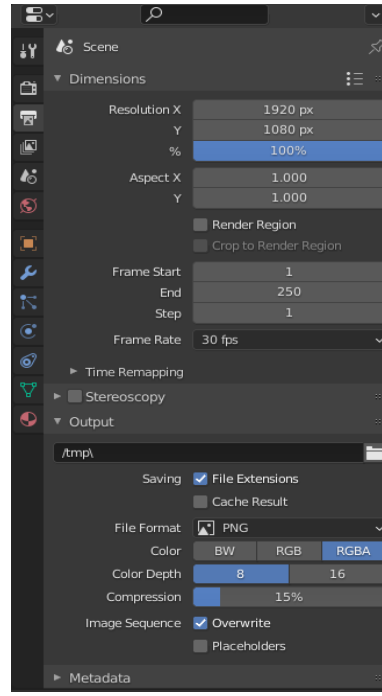 Scene
Dimensions
Resolution X 1920 px
Y 1080 px
% 100%
Aspect X 1.000
Y 1.000
Render Region
Crop to Render Region
Frame Start 1
End 250
Step 1
Frame Rate 30 fps
Time Remapping
Stereoscopy
Output
/tmp\
Saving File Extensions
Cache Result
File Format PNG
Color BW RGB RGBA
Color Depth 8 16
Compression 15%
Image Sequence Overwrite
Placeholders
Metadata